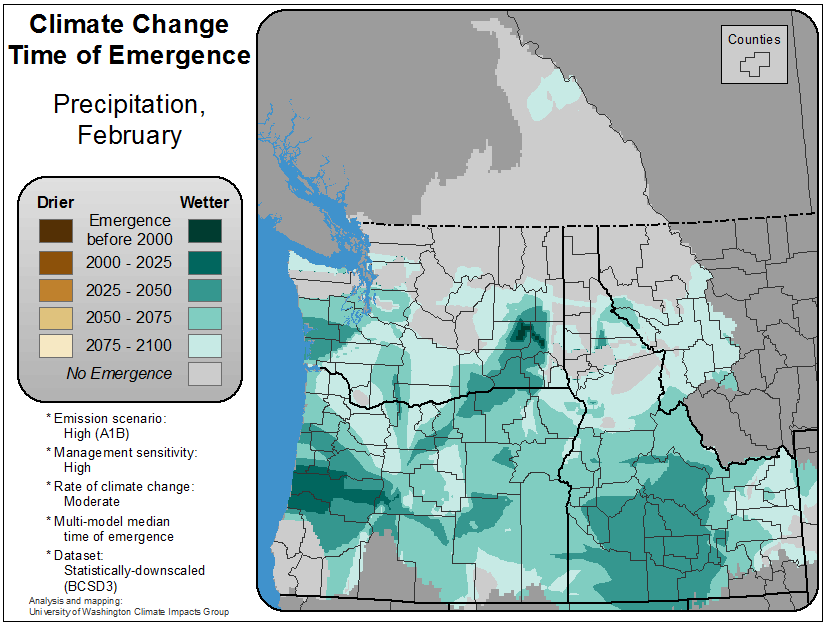 Climate Change
Time of Emergence
Precipitation,
February
Counties
Drier
Wetter
Emergence
before 2000
2000 - 2025
2025 - 2050
2050 - 2075
2075 - 2100
No Emergence
* Emission scenario:
High (A1B)
* Management sensitivity:
High
* Rate of climate change:
Moderate
* Multi-model median
time of emergence
* Dataset:
Statistically-downscaled
(BCSD3)
Analysis and mapping:
University of Washington Climate Impacts Group